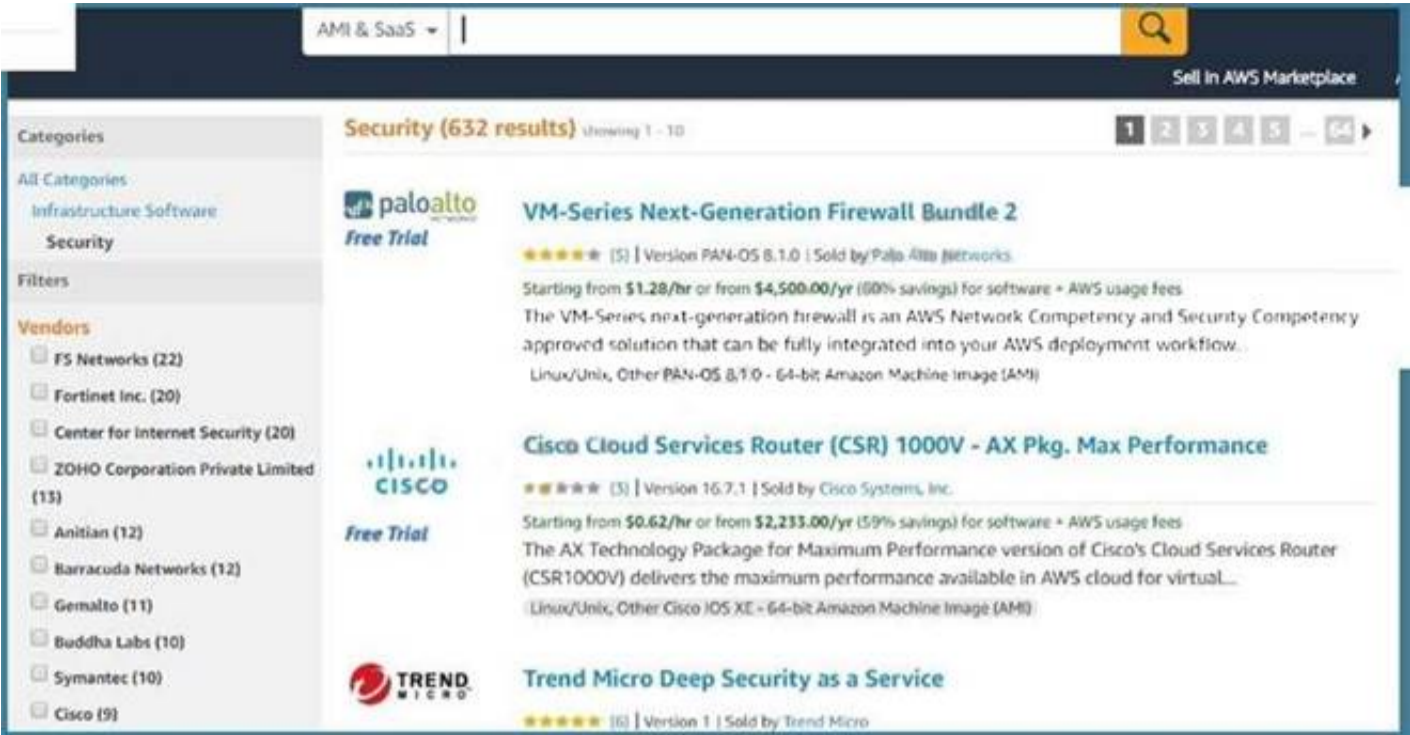 AMI & SaaS
Sell in AWS Marketplace
Categories
All Categories
Infrastructure Software
Security
Filters
Vendors
F5 Networks (22)
Fortinet Inc. (20)
Center for Internet Security (20)
ZOHO Corporation Private Limited
(13)
Anitian (12)
Barracuda Networks (12)
Gemalto (11)
Buddha Labs (10)
Symantec (10)
Cisco (9)
Security (632 results) showing 1 - 10
1 2 3 4 5 ... 64
paloalto
NETWORKS
Free Trial
VM-Series Next-Generation Firewall Bundle 2
(5) | Version PAN-OS 8.1.0 | Sold by Palo Alto Networks
Starting from $1.28/hr or from $4,500.00/yr (60% savings) for software + AWS usage fees
The VM-Series next-generation firewall is an AWS Network Competency and Security Competency
approved solution that can be fully integrated into your AWS deployment workflow...
Linux/Unix, Other PAN-OS 8.1.0 - 64-bit Amazon Machine Image (AMI)
CISCO
Free Trial
Cisco Cloud Services Router (CSR) 1000V - AX Pkg. Max Performance
(3) | Version 16.7.1 | Sold by Cisco Systems, Inc.
Starting from $0.62/hr or from $2,233.00/yr (59% savings) for software + AWS usage fees
The AX Technology Package for Maximum Performance version of Cisco's Cloud Services Router
(CSR1000V) delivers the maximum performance available in AWS cloud for virtual...
Linux/Unix, Other Cisco IOS XE - 64-bit Amazon Machine Image (AMI)
TREND
MICRO
Trend Micro Deep Security as a Service
(6) | Version 1 | Sold by Trend Micro